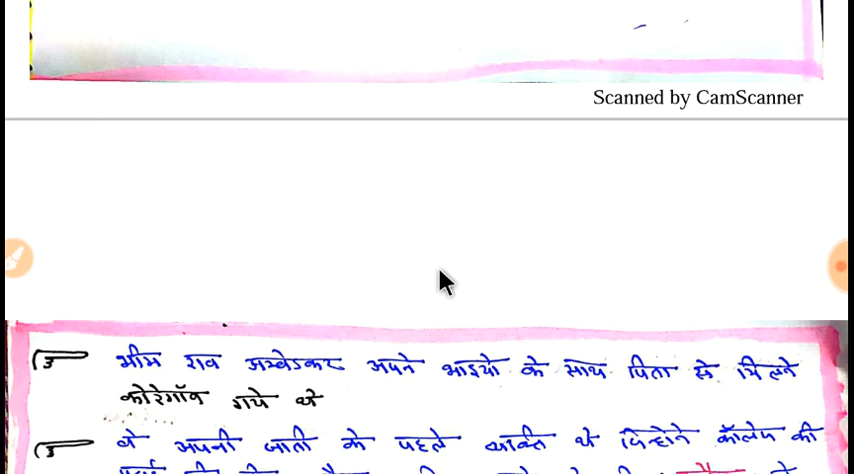 Scanned by CamScanner
भीम राव अम्बेडकर अपने भाइयो के साथ पिता से मिलने
कोरेगॉव गये थे
वे अपनी जाती के पहले व्यक्ति थे जिन्होने कॉलेज की